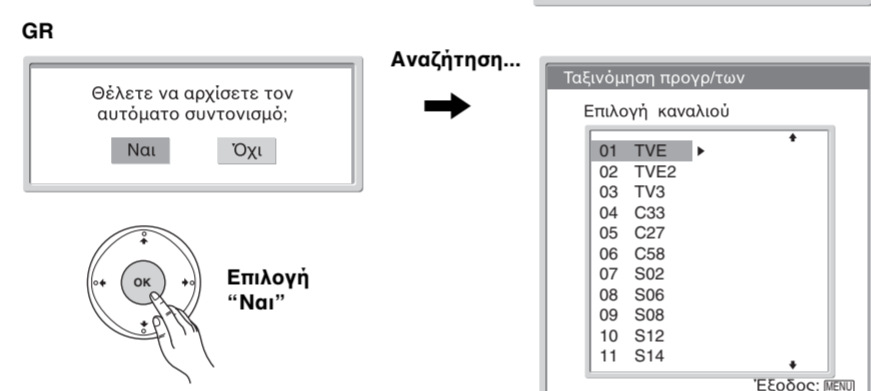 GR
Θέλετε να αρχίσετε τον
αυτόματο συντονισμό;
Ναι Όχι
OK
Επιλογή
“Ναι”
Αναζήτηση...
Ταξινόμηση προγρ/των
Επιλογή καναλιού
01 TVE
02 TVE2
03 TV3
04 C33
05 C27
06 C58
07 S02
08 S06
09 S08
10 S12
11 S14
Έξοδος: MENU